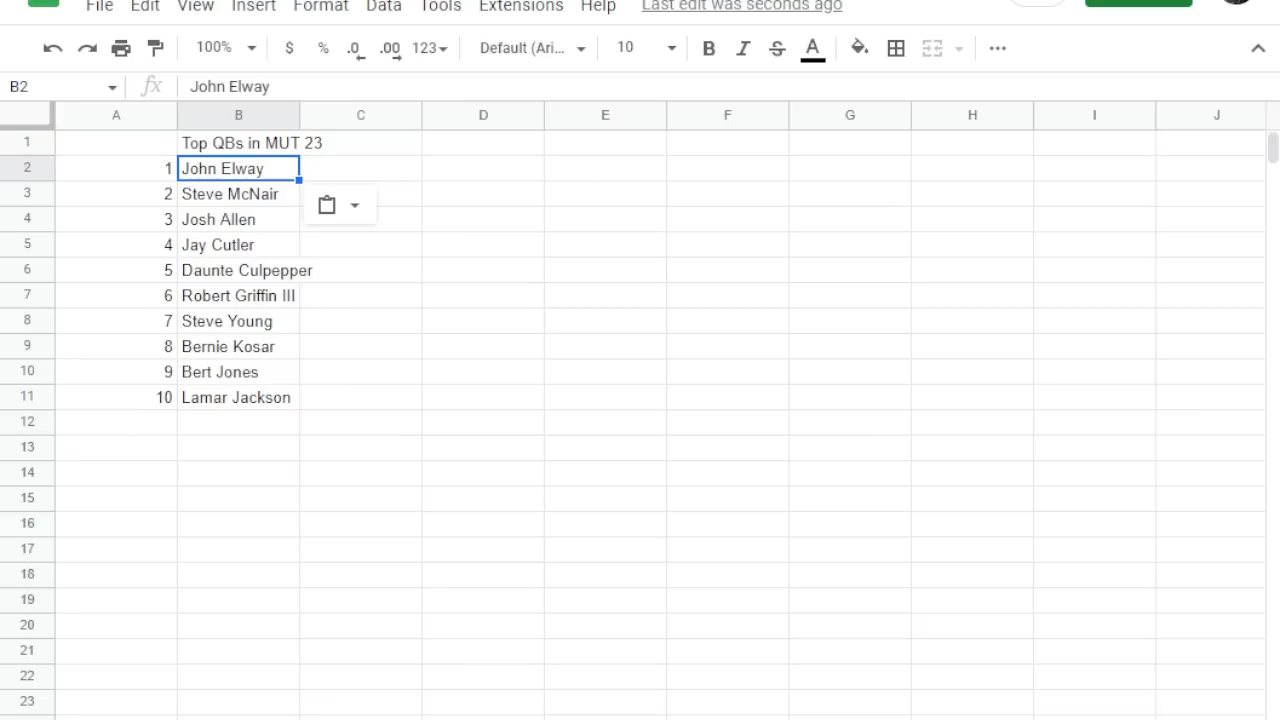 File Edit View Insert Format Data Tools Extensions Help Last edit was seconds ago
100% $ % .0 .00 123 Default (Ari... 10 B I S A
B2 fx John Elway
A B C D E F G H I J
1 Top QBs in MUT 23
2 1 John Elway
3 2 Steve McNair
4 3 Josh Allen
5 4 Jay Cutler
6 5 Daunte Culpepper
7 6 Robert Griffin III
8 7 Steve Young
9 8 Bernie Kosar
10 9 Bert Jones
11 10 Lamar Jackson
12
13
14
15
16
17
18
19
20
21
22
23